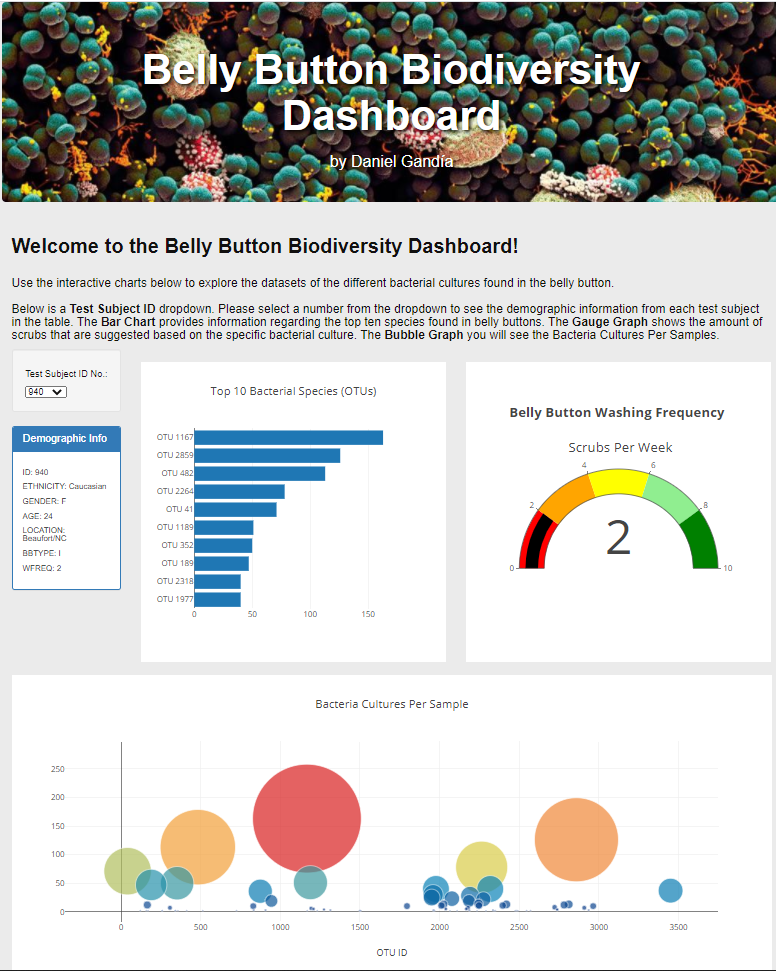 Belly Button Biodiversity
Dashboard
by Daniel Gandía
Welcome to the Belly Button Biodiversity Dashboard!
Use the interactive charts below to explore the datasets of the different bacterial cultures found in the belly button.
Below is a Test Subject ID dropdown. Please select a number from the dropdown to see the demographic information from each test subject
in the table. The Bar Chart provides information regarding the top ten species found in belly buttons. The Gauge Graph shows the amount of
scrubs that are suggested based on the specific bacterial culture. The Bubble Graph you will see the Bacteria Cultures Per Samples.
Test Subject ID No.:
940
Demographic Info
ID: 940
ETHNICITY: Caucasian
GENDER: F
AGE: 24
LOCATION:
Beaufort/NC
BBTYPE: I
WFREQ: 2
Top 10 Bacterial Species (OTUs)
OTU 1167
OTU 2859
OTU 482
OTU 2264
OTU 41
OTU 1189
OTU 352
OTU 189
OTU 2318
OTU 1977
0 50 100 150
Belly Button Washing Frequency
Scrubs Per Week
4 6
2 8
2
0 10
Bacteria Cultures Per Sample
250
200
150
100
50
0
0 500 1000 1500 2000 2500 3000 3500
OTU ID